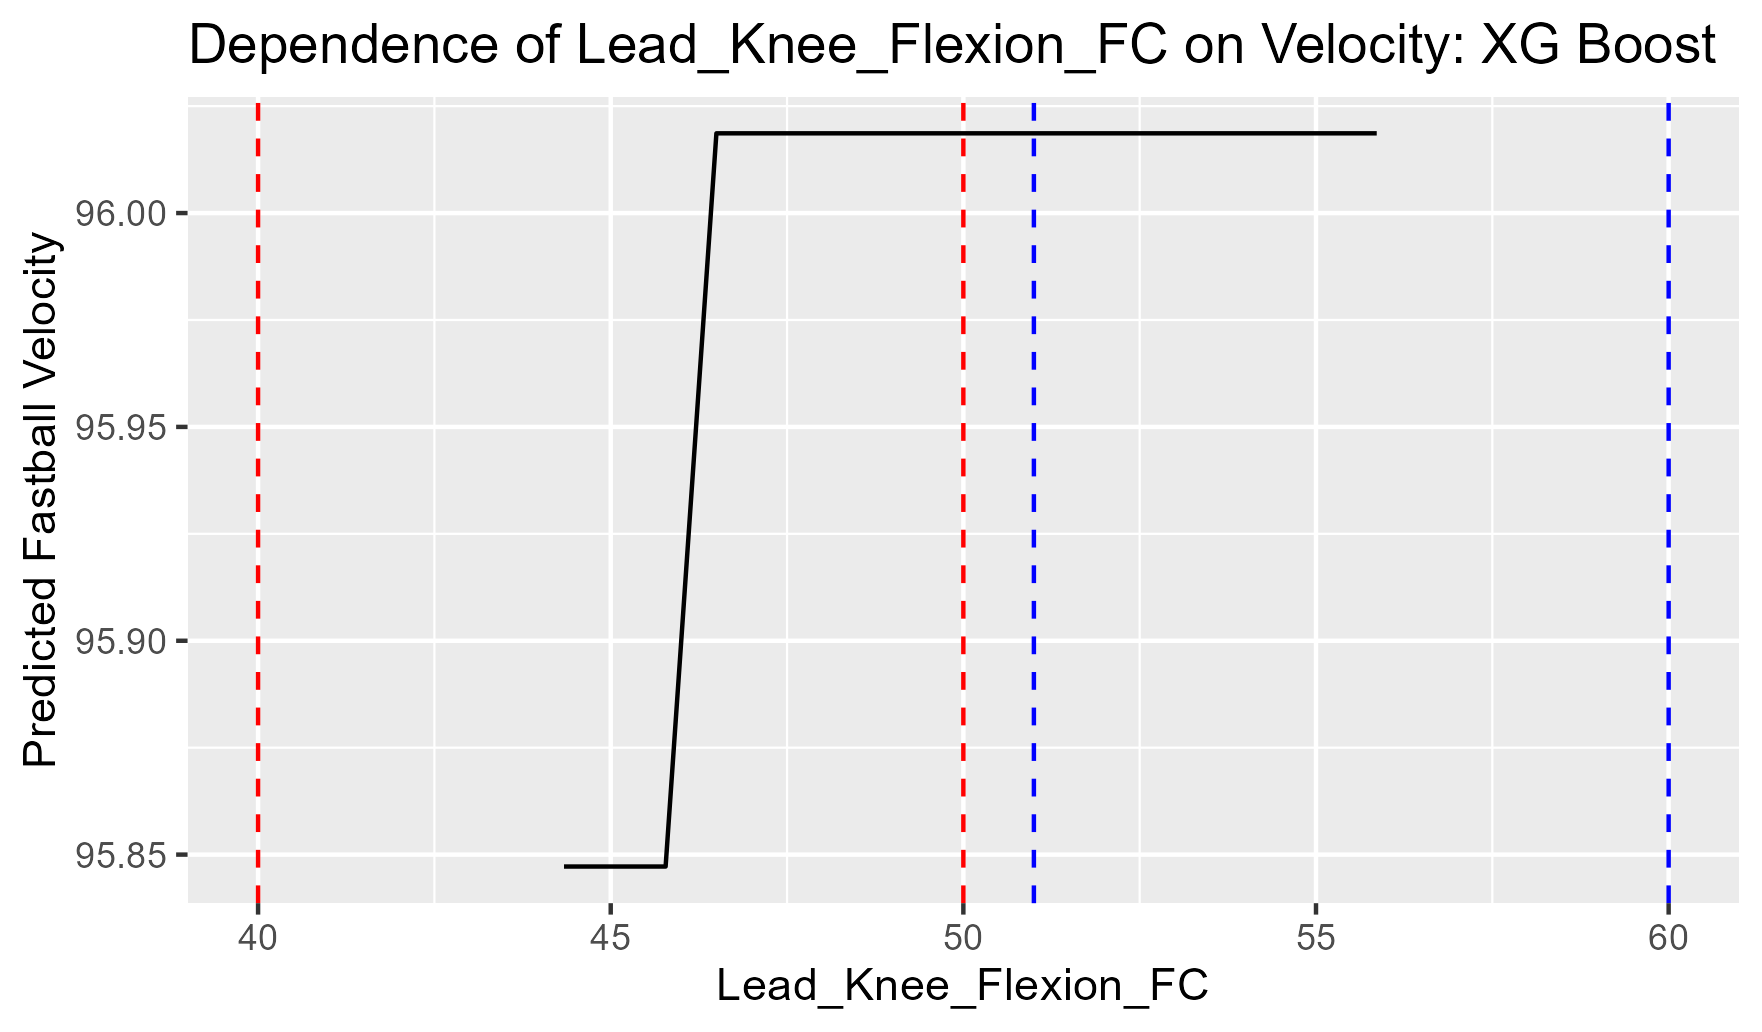 Dependence of Lead_Knee_Flexion_FC on Velocity: XG Boost
Predicted Fastball Velocity
96.00
95.95
95.90
95.85
40 45 50 55 60
Lead_Knee_Flexion_FC